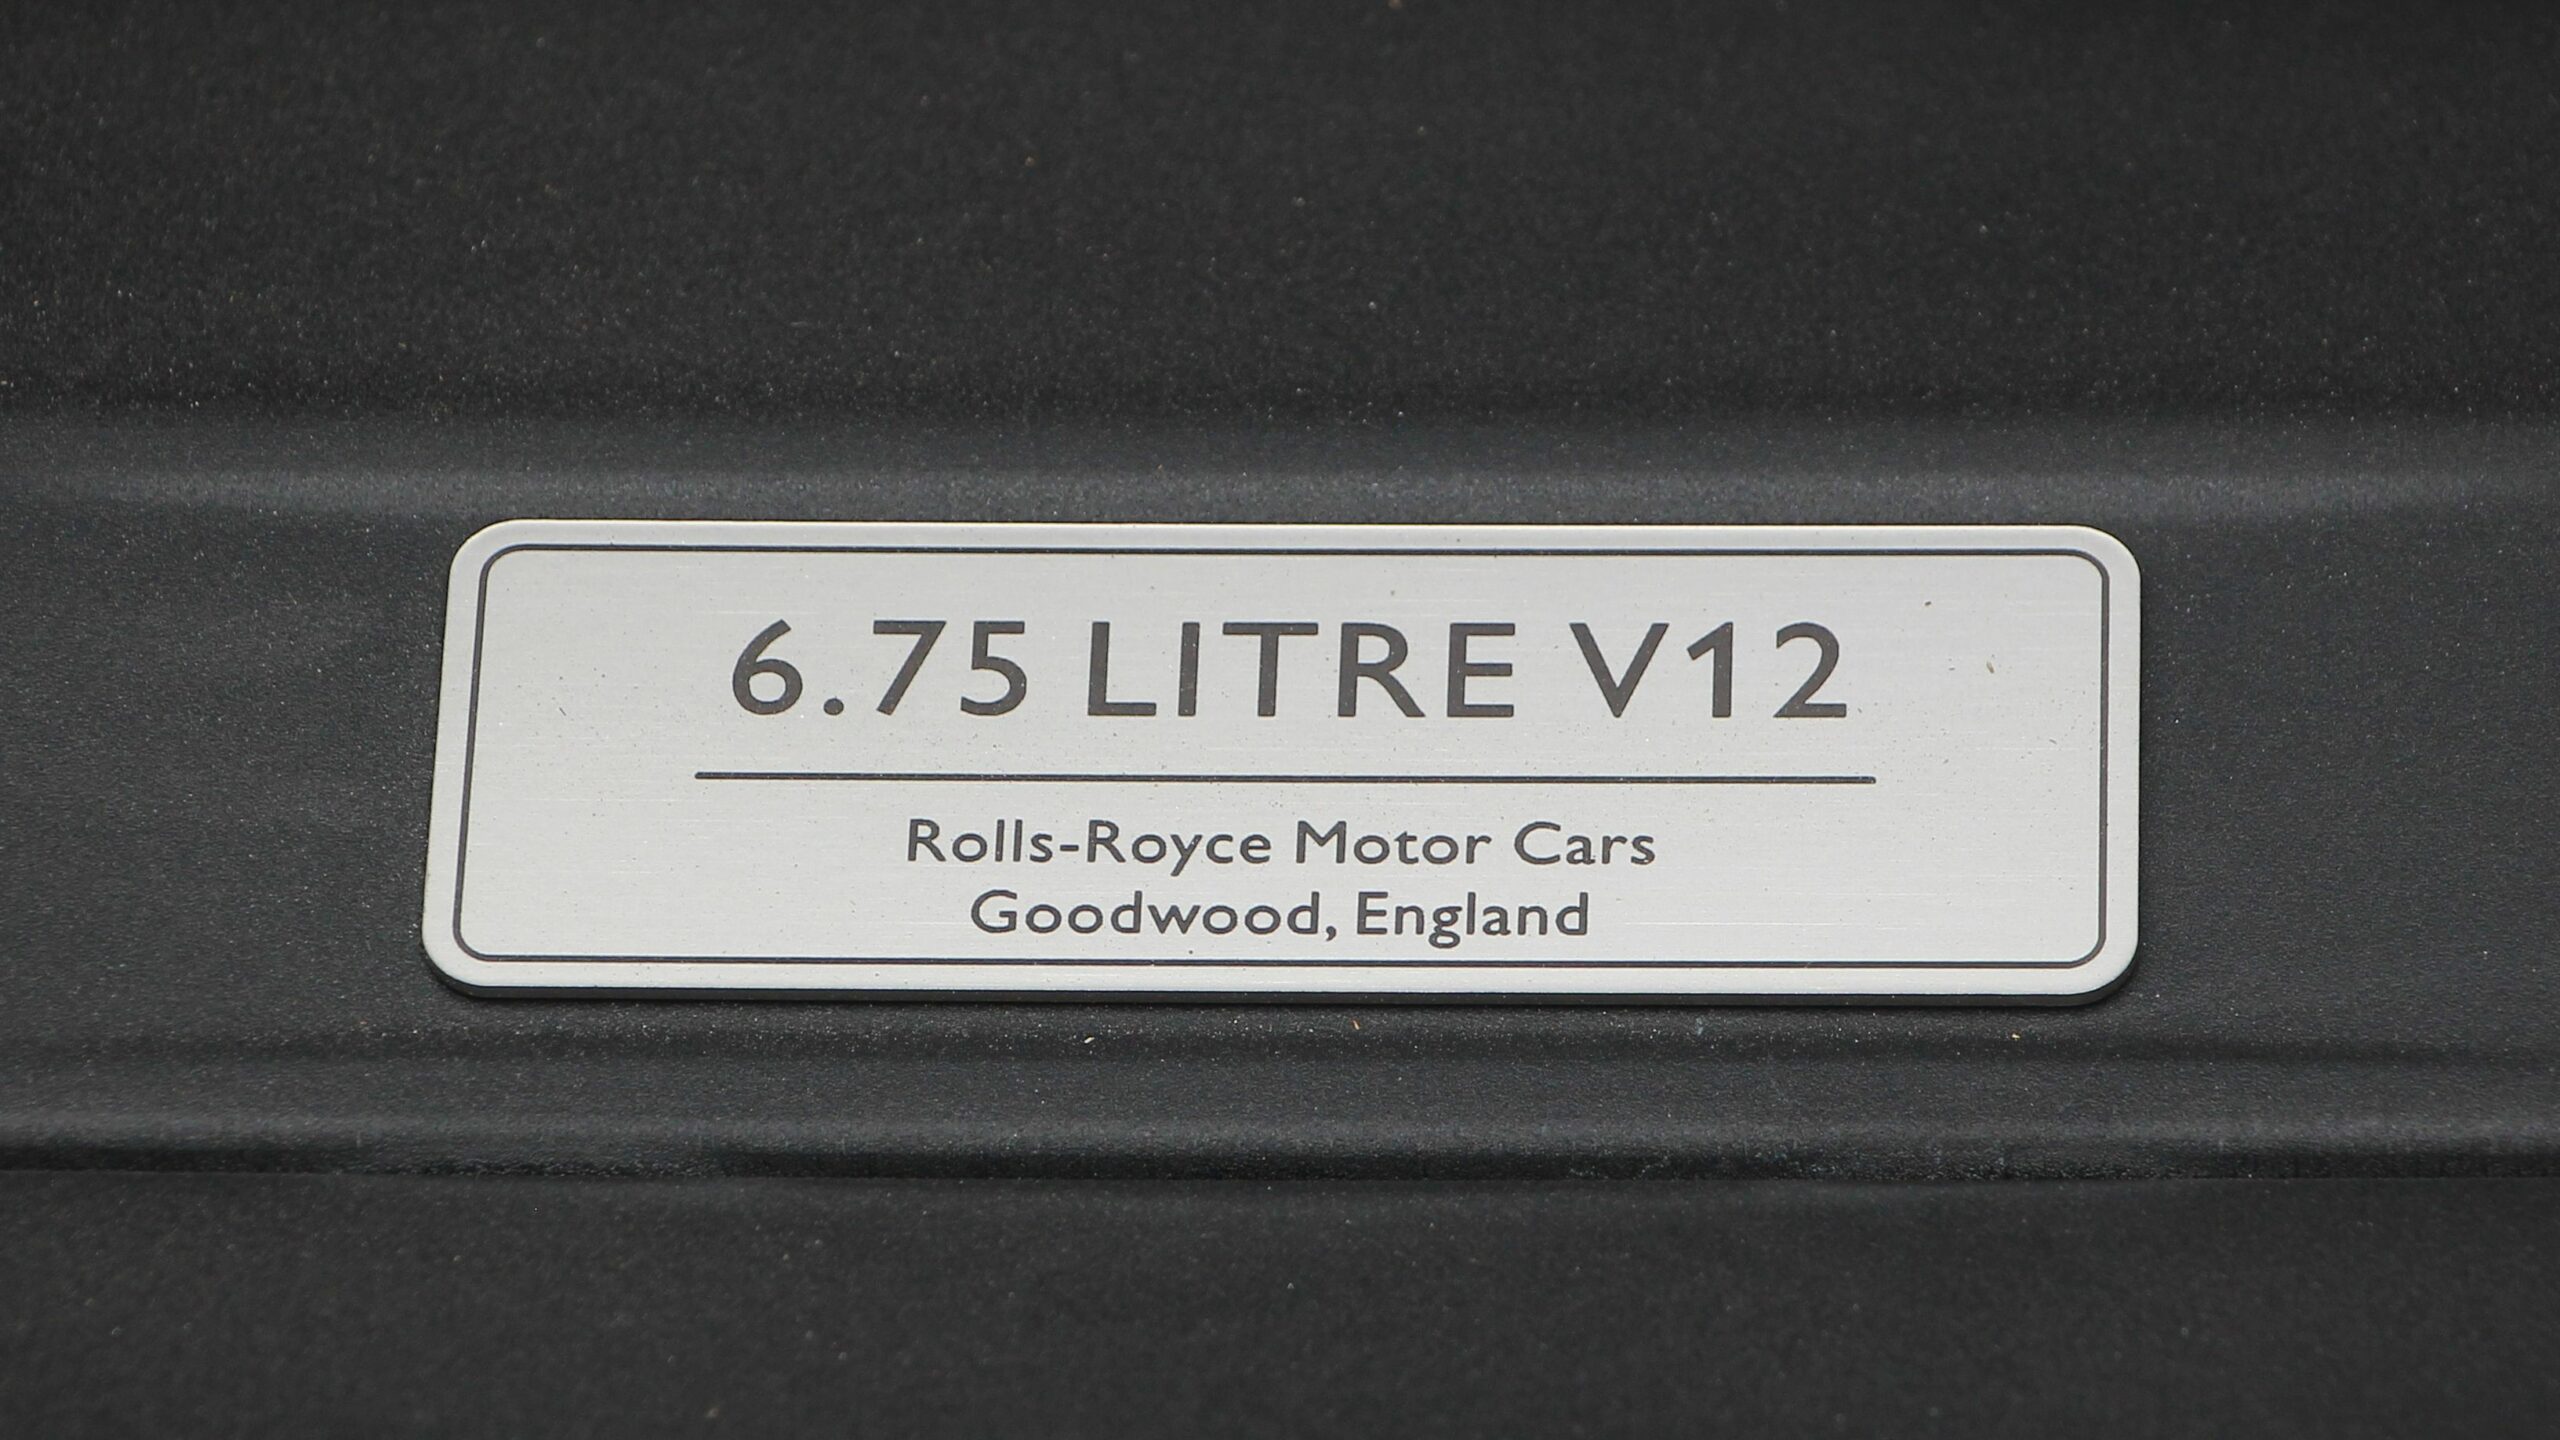 6.75 LITRE V12
Rolls-Royce Motor Cars
Goodwood, England